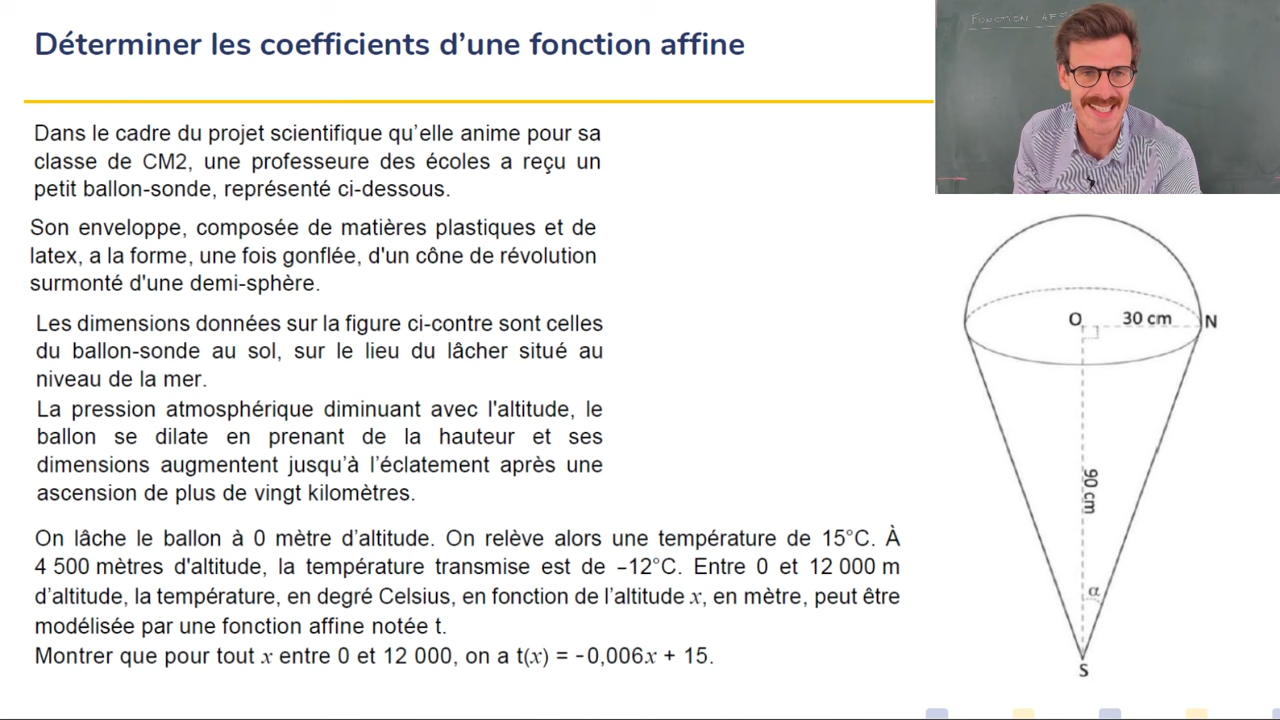 Déterminer les coefficients d’une fonction affine
Dans le cadre du projet scientifique qu’elle anime pour sa
classe de CM2, une professeure des écoles a reçu un
petit ballon-sonde, représenté ci-dessous.
Son enveloppe, composée de matières plastiques et de
latex, a la forme, une fois gonflée, d'un cône de révolution
surmonté d'une demi-sphère.
Les dimensions données sur la figure ci-contre sont celles
du ballon-sonde au sol, sur le lieu du lâcher situé au
niveau de la mer.
La pression atmosphérique diminuant avec l'altitude, le
ballon se dilate en prenant de la hauteur et ses
dimensions augmentent jusqu’à l’éclatement après une
ascension de plus de vingt kilomètres.
On lâche le ballon à 0 mètre d’altitude. On relève alors une température de 15°C. À
4 500 mètres d'altitude, la température transmise est de −12°C. Entre 0 et 12 000 m
d’altitude, la température, en degré Celsius, en fonction de l’altitude x, en mètre, peut être
modélisée par une fonction affine notée t.
Montrer que pour tout x entre 0 et 12 000, on a t(x) = −0,006x + 15.
FONCTION
O 30 cm N
90 cm
α
S